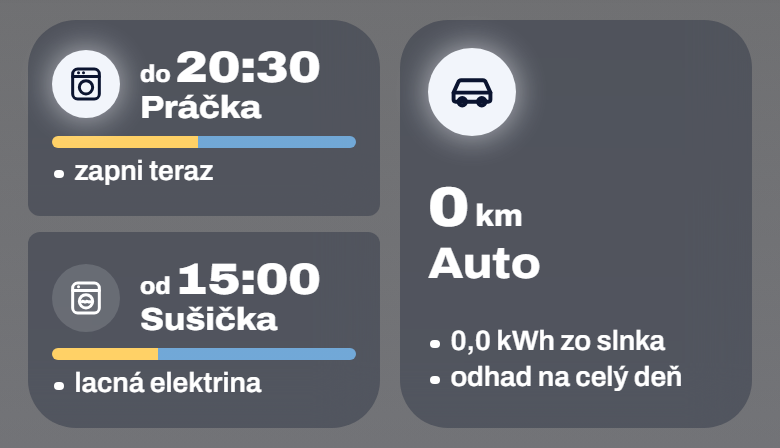 do 20:30
Práčka
• zapni teraz
od 15:00
Sušička
• lacná elektrina
0 km
Auto
• 0,0 kWh zo slnka
• odhad na celý deň